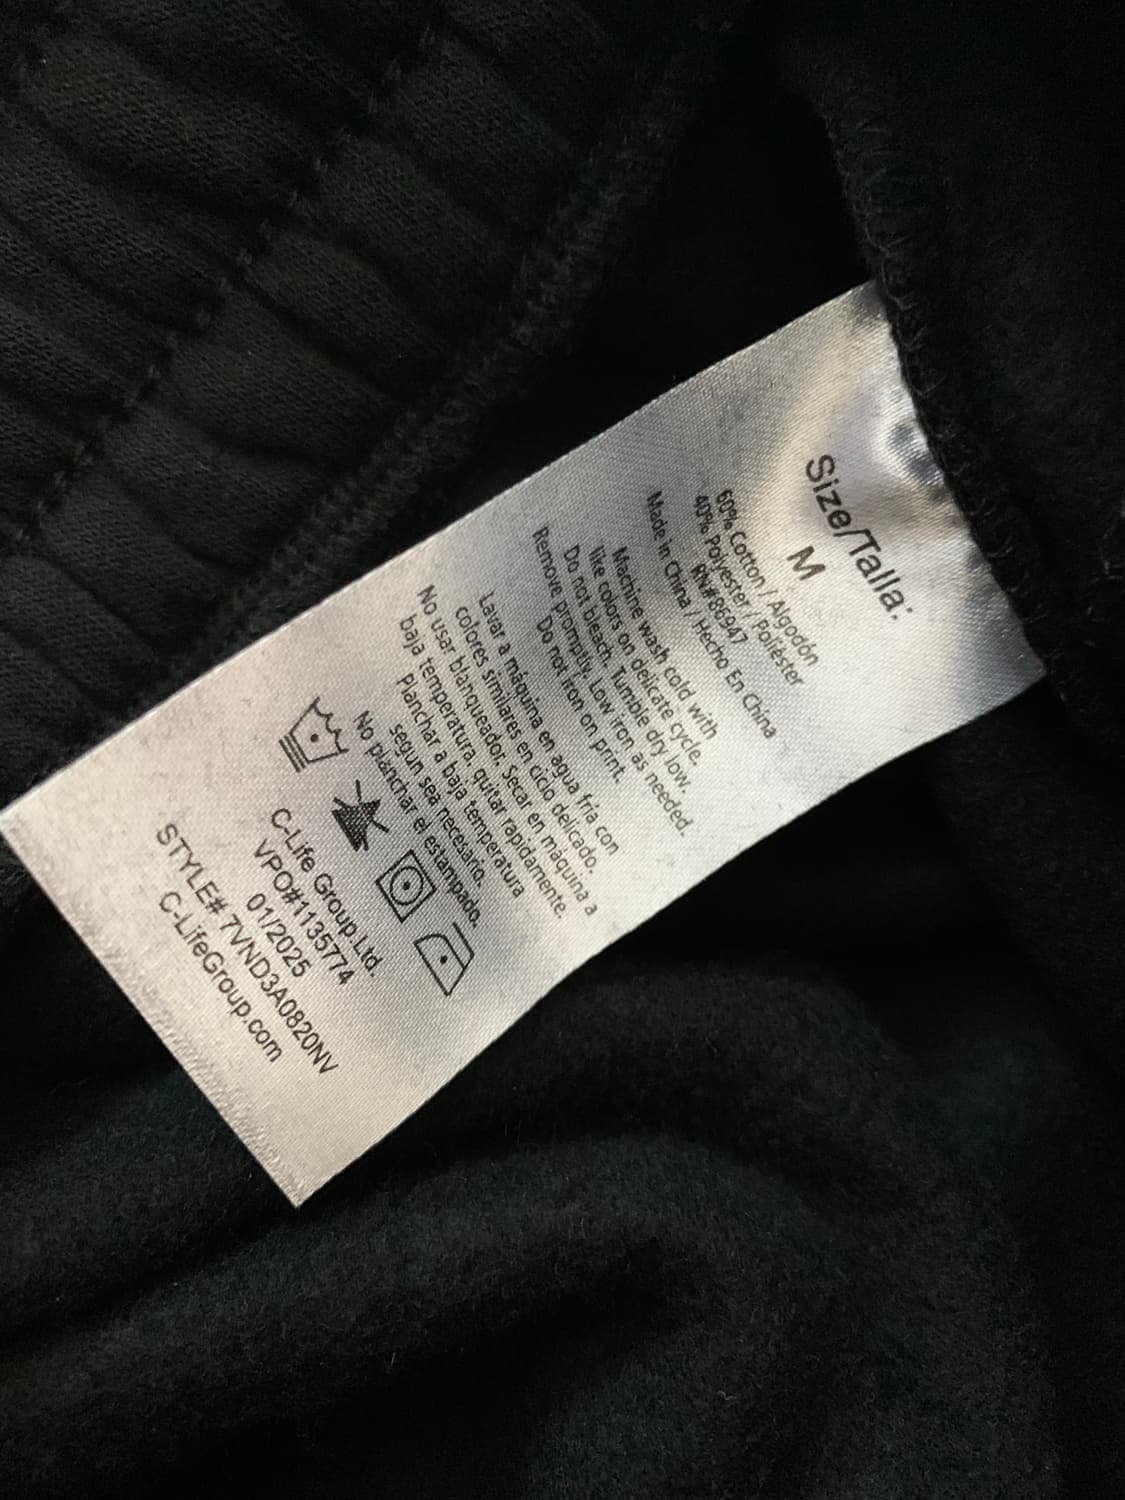 Size/Talla:
M
60% Cotton / Algodón
40% Polyester / Poliéster
RN# 86947
Made in China / Hecho En China
Machine wash cold with
like colors on delicate cycle.
Do not bleach. Tumble dry low.
Remove promptly. Low iron as needed.
Do not iron on print.
Lavar a máquina en agua fría con
colores similares en ciclo delicado.
No usar blanqueador. Secar en máquina a
baja temperatura. quitar rapidamente.
Planchar a baja temperatura
segun sea necesario.
No planchar el estampado.
C-Life Group Ltd.
VPO#1135774
01/2025
STYLE# 7VND3A0820NV
C-LifeGroup.com